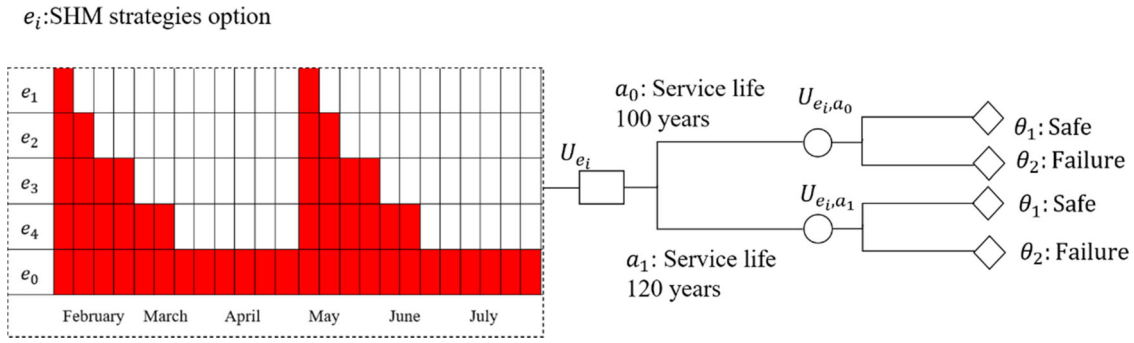 e_i:SHM strategies option
e_1
e_2
e_3
e_4
e_0
February March April May June July
U_{e_i}
a_0: Service life
100 years
a_1: Service life
120 years
U_{e_i,a_0}
θ_1: Safe
θ_2: Failure
U_{e_i,a_1}
θ_1: Safe
θ_2: Failure